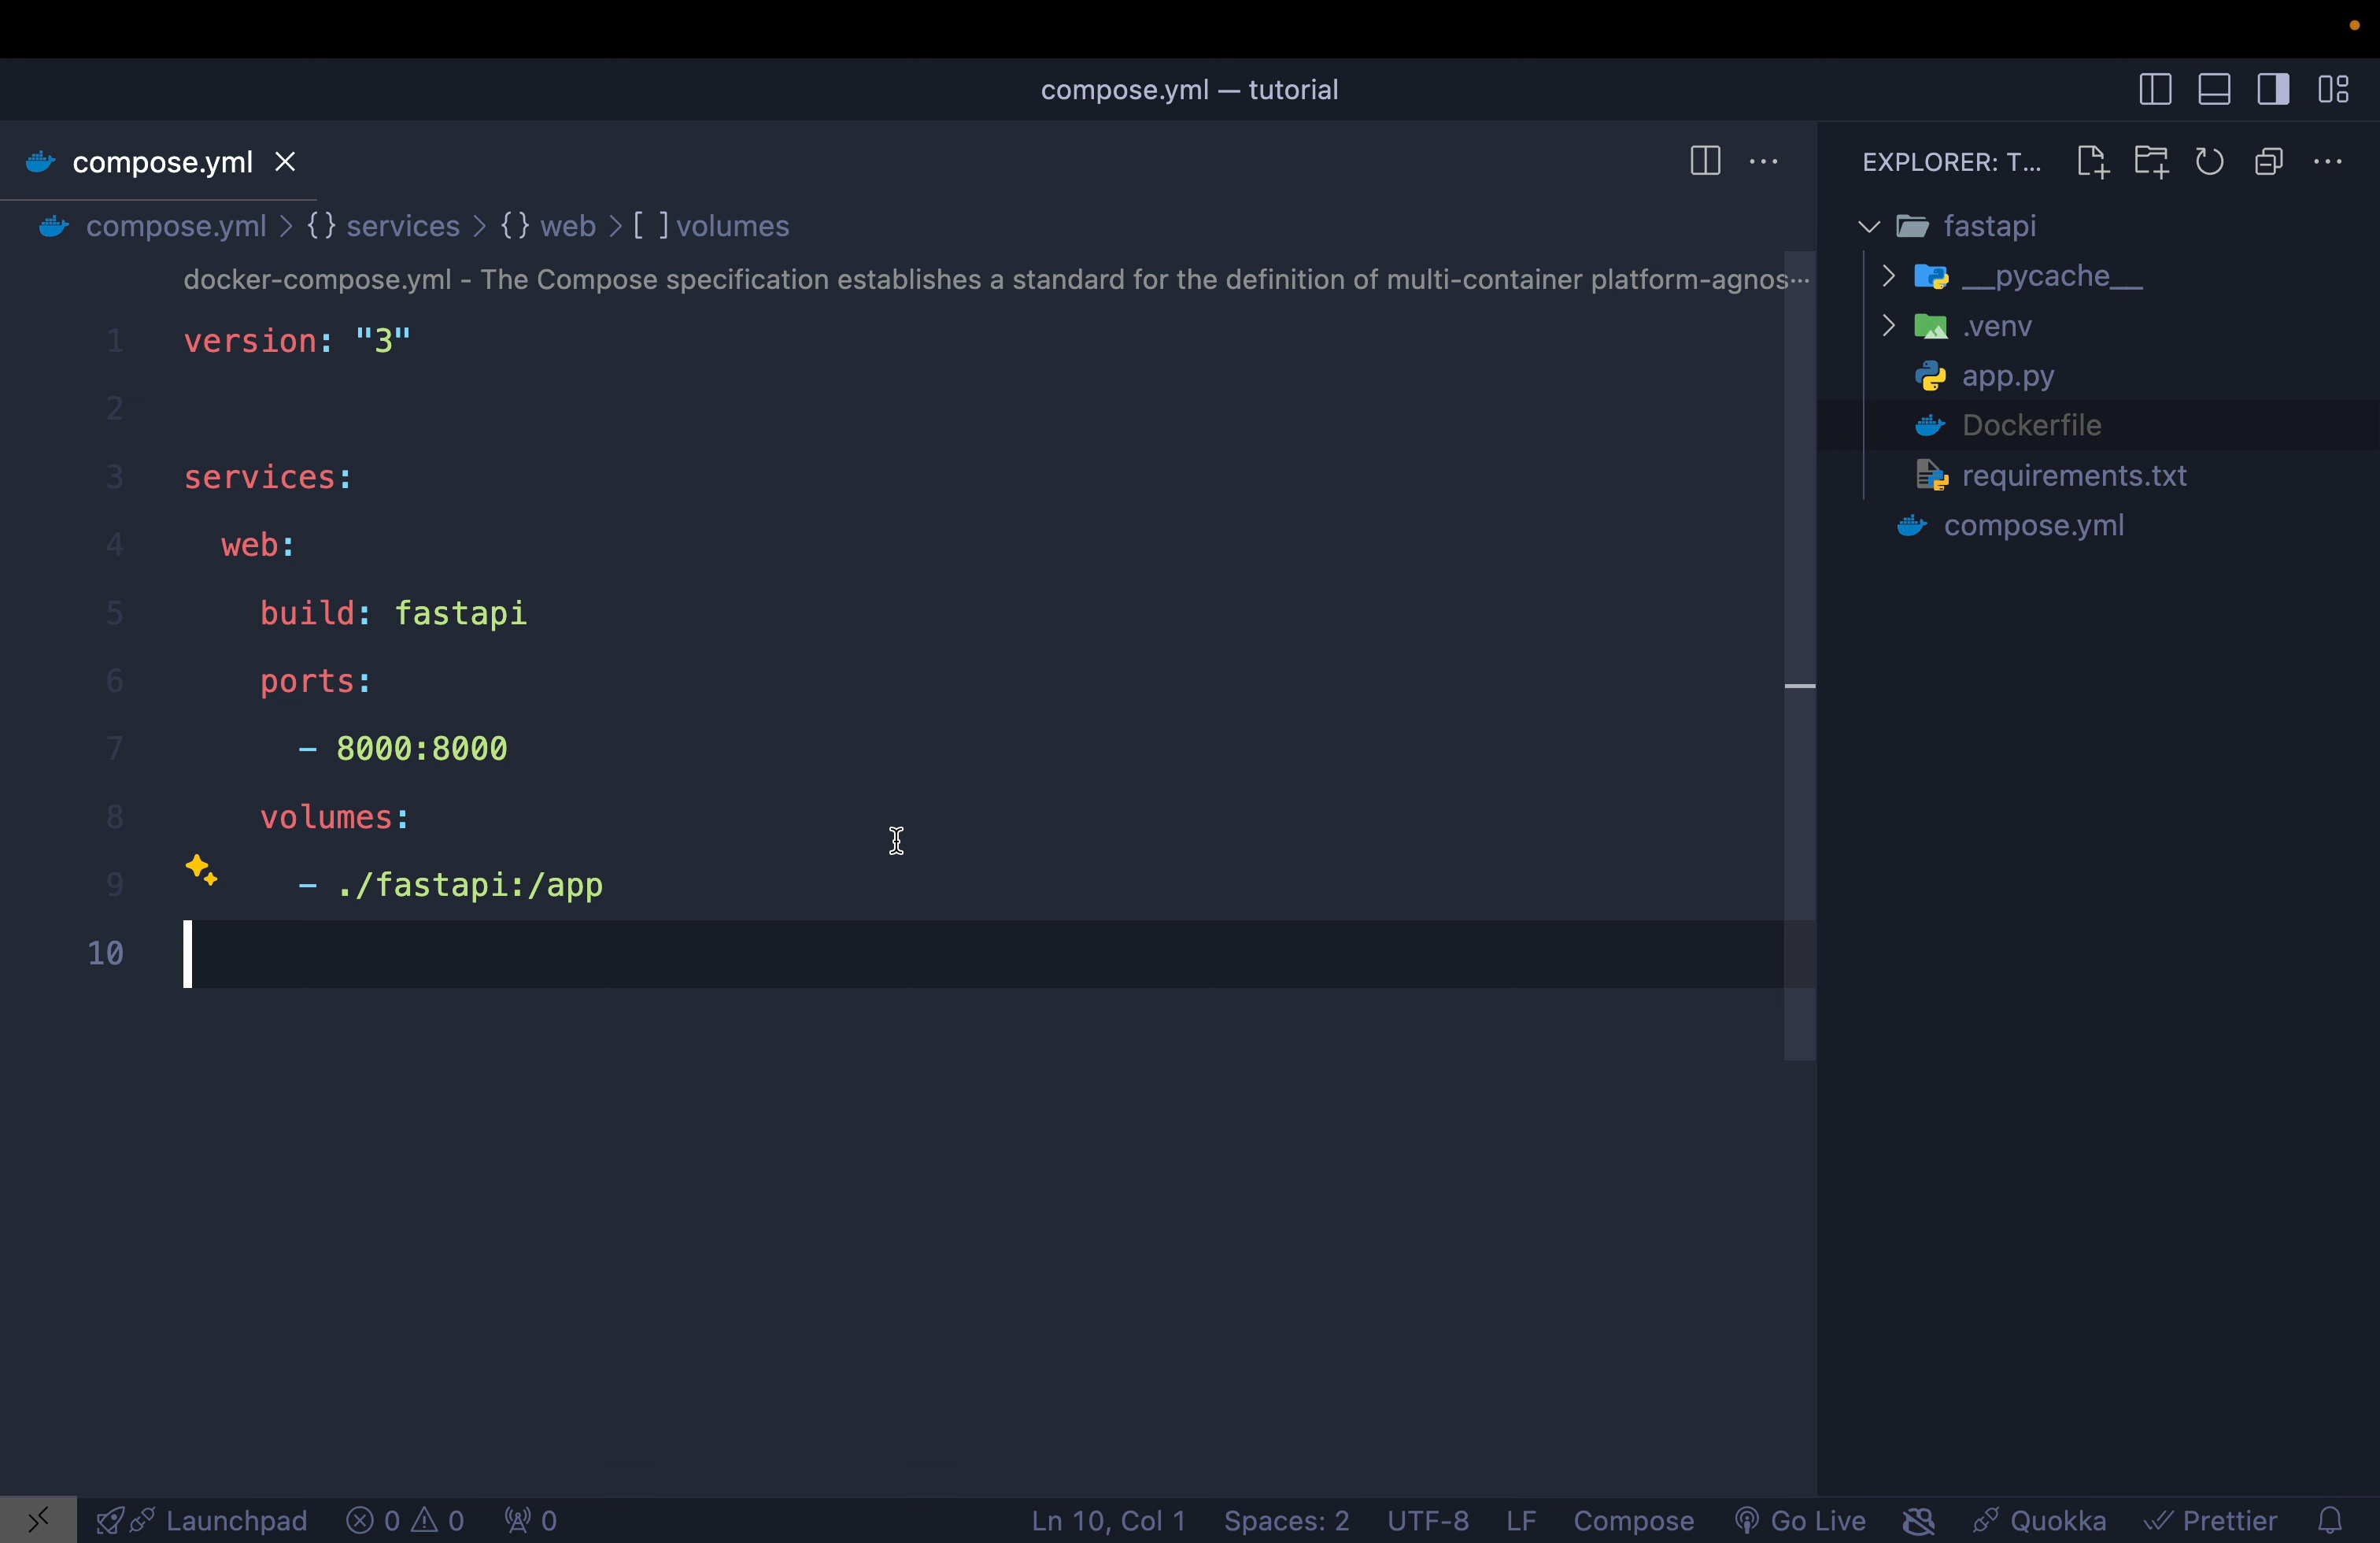 compose.yml — tutorial
compose.yml
EXPLORER: T...
compose.yml > {} services > {} web > [ ] volumes
docker-compose.yml - The Compose specification establishes a standard for the definition of multi-container platform-agnos...
1 version: "3"
2
3 services:
4 web:
5 build: fastapi
6 ports:
7 - 8000:8000
8 volumes:
9 - ./fastapi:/app
10
fastapi
__pycache__
.venv
app.py
Dockerfile
requirements.txt
compose.yml
Launchpad 0 0 0 Ln 10, Col 1 Spaces: 2 UTF-8 LF Compose Go Live Quokka Prettier